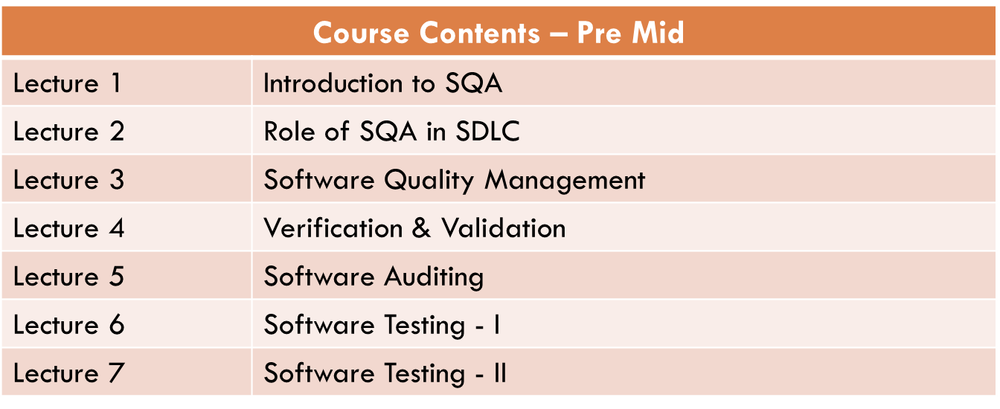 Course Contents – Pre Mid
Lecture 1 Introduction to SQA
Lecture 2 Role of SQA in SDLC
Lecture 3 Software Quality Management
Lecture 4 Verification & Validation
Lecture 5 Software Auditing
Lecture 6 Software Testing - I
Lecture 7 Software Testing - II